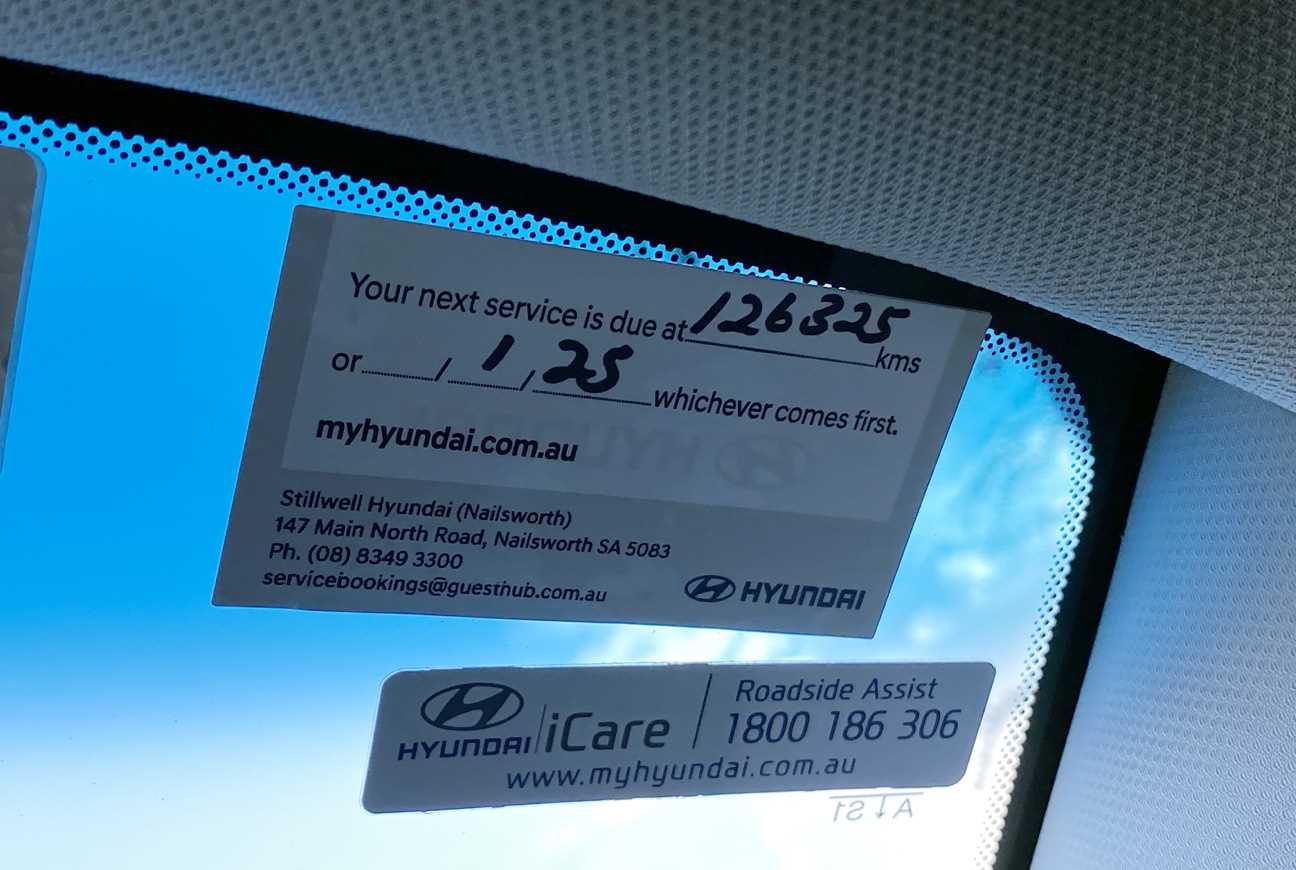 Your next service is due at 126325 kms
or ____/ 1 / 25 whichever comes first.
myhyundai.com.au
Stillwell Hyundai (Nailsworth)
147 Main North Road, Nailsworth SA 5083
Ph. (08) 8349 3300
servicebookings@guesthub.com.au
HYUNDAI
HYUNDAI iCare
Roadside Assist
1800 186 306
www.myhyundai.com.au
A↓S1